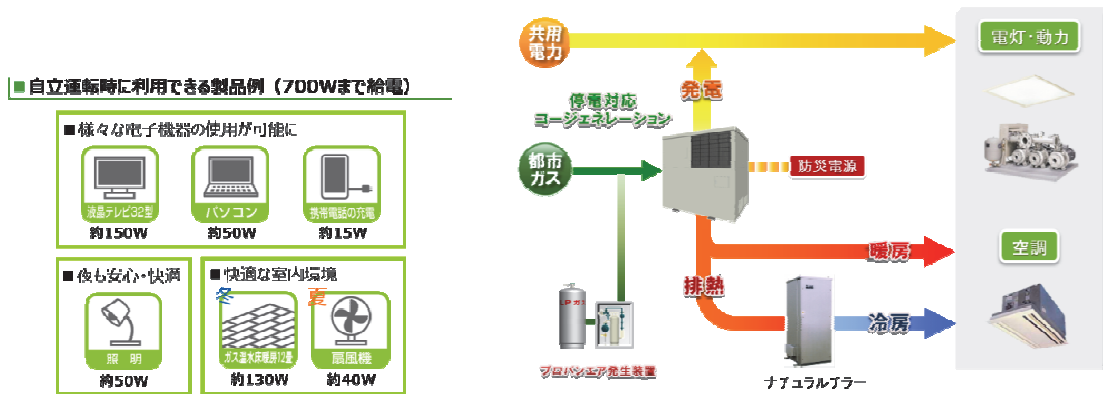 ■自立運転時に利用できる製品例（700Wまで給電）
■様々な電子機器の使用が可能に
液晶テレビ32型
パソコン
携帯電話の充電
約150W
約50W
約15W
■夜も安心・快適
照明
約50W
■快適な室内環境
冬
夏
ガス温水床暖房12畳
扇風機
約130W
約40W
共用
電力
電灯・動力
発電
停電対応
コージェネレーション
都市
ガス
防災電源
空調
暖房
排熱
冷房
LPガス
プロパンエア発生装置
ナチュラルチラー